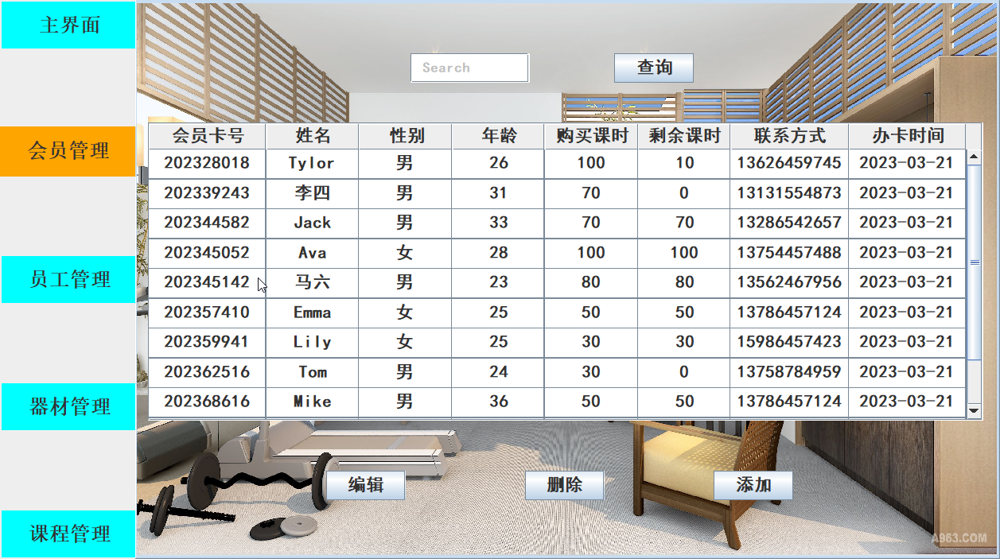 主界面
会员管理
员工管理
器材管理
课程管理
Search 查询
会员卡号 姓名 性别 年龄 购买课时 剩余课时 联系方式 办卡时间
202328018 Tylor 男 26 100 10 13626459745 2023-03-21
202339243 李四 男 31 70 0 13131554873 2023-03-21
202344582 Jack 男 33 70 70 13286542657 2023-03-21
202345052 Ava 女 28 100 100 13754457488 2023-03-21
202345142 马六 男 23 80 80 13562467956 2023-03-21
202357410 Emma 女 25 50 50 13786457124 2023-03-21
202359941 Lily 女 25 30 30 15986457423 2023-03-21
202362516 Tom 男 24 30 0 13758784959 2023-03-21
202368616 Mike 男 36 50 50 13786457124 2023-03-21
编辑 删除 添加
A963.COM